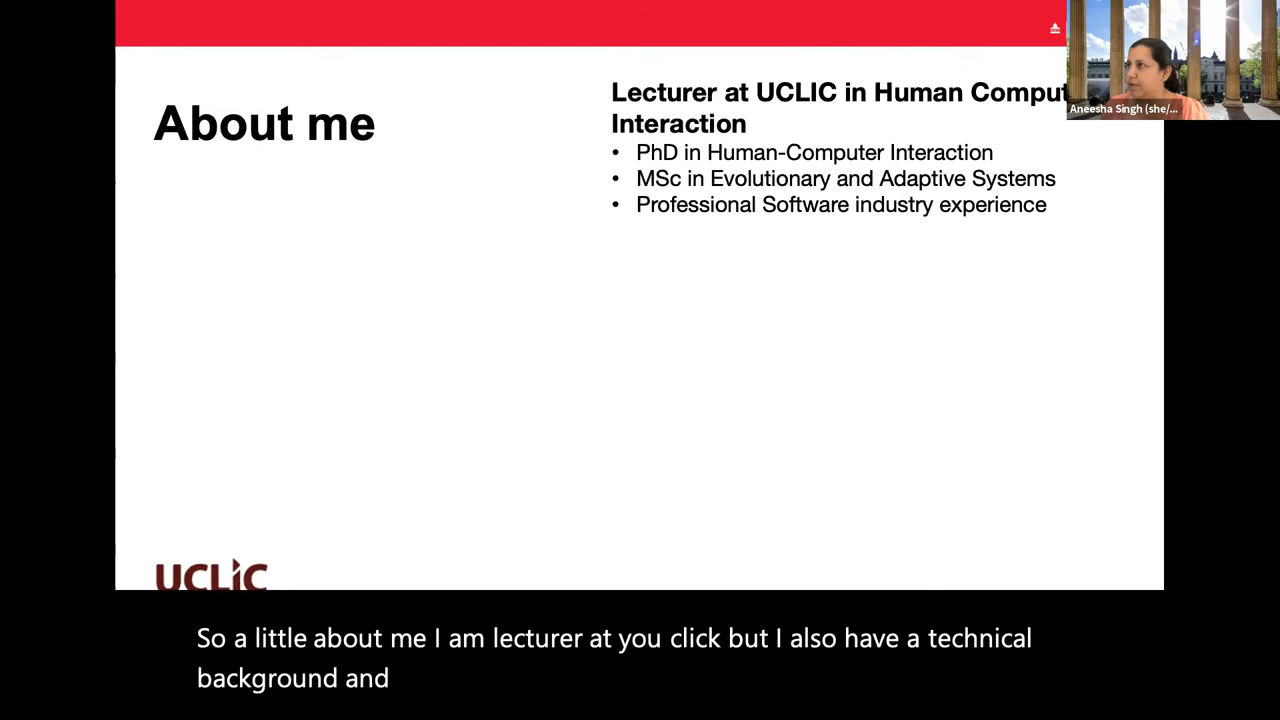 About me
Lecturer at UCLIC in Human Comput
Interaction
• PhD in Human-Computer Interaction
• MSc in Evolutionary and Adaptive Systems
• Professional Software industry experience
Aneesha Singh (she/...
UCLIC
So a little about me I am lecturer at you click but I also have a technical
background and